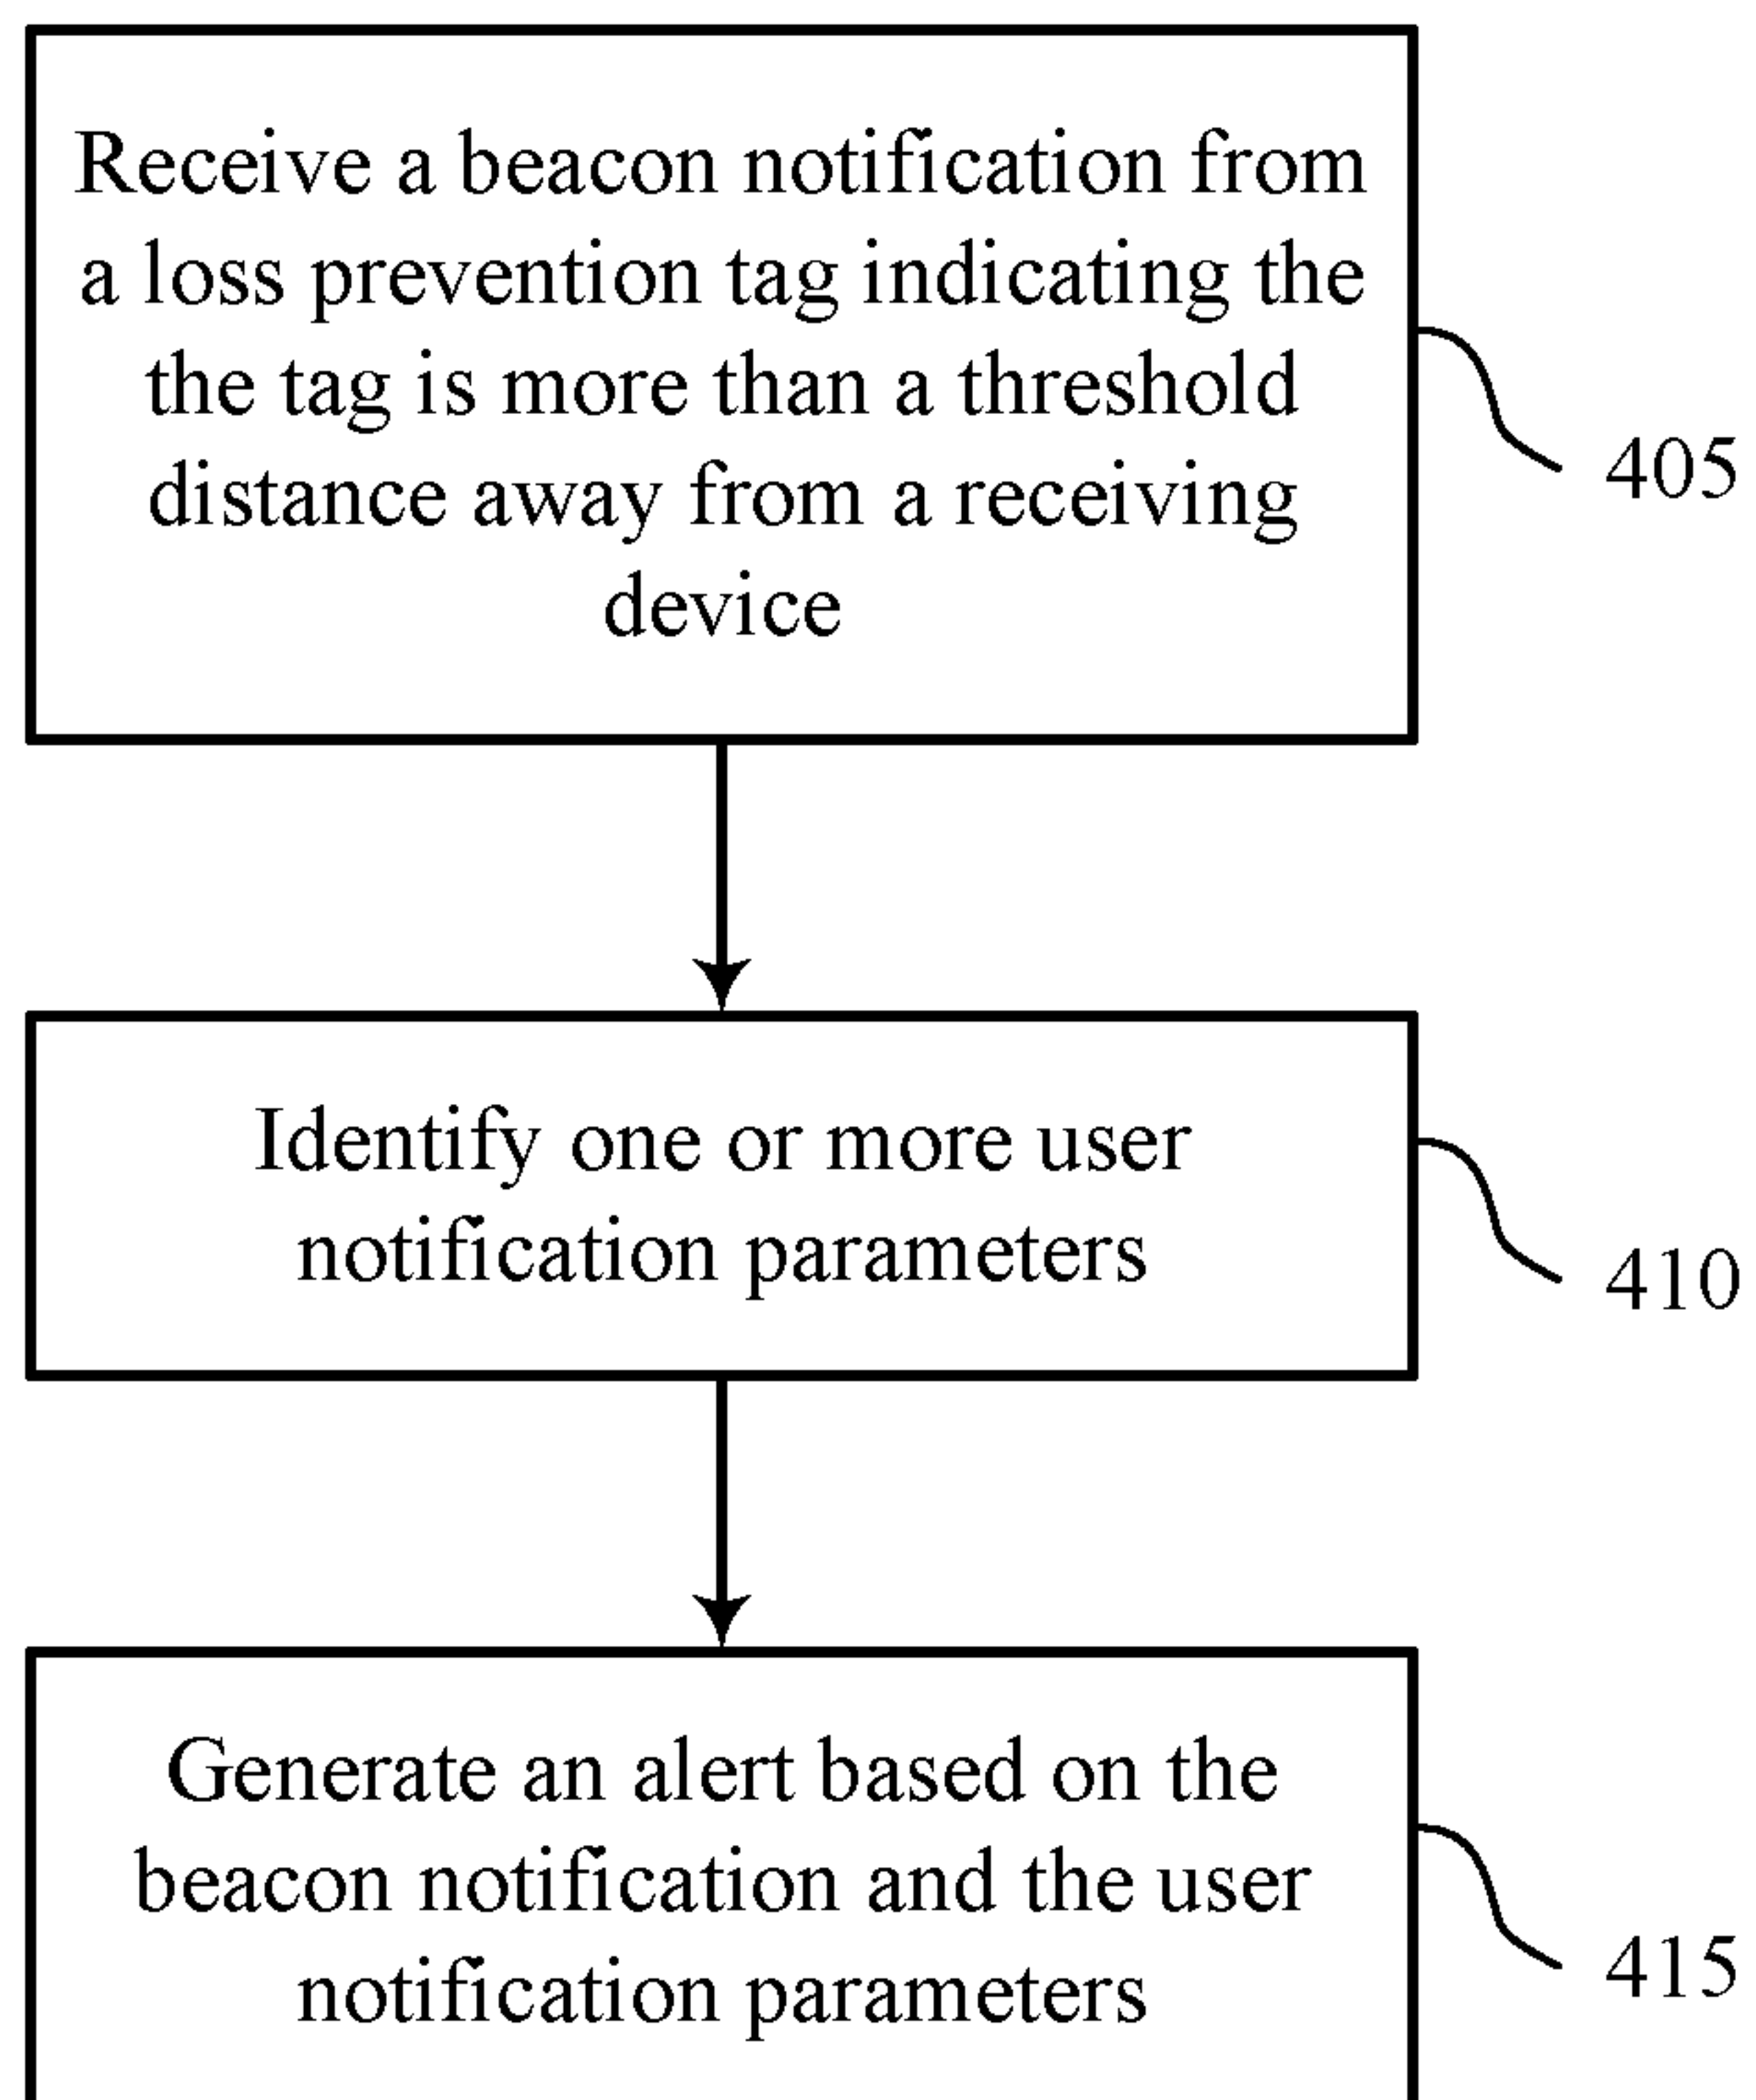 Receive a beacon notification from
a loss prevention tag indicating the
the tag is more than a threshold
distance away from a receiving
device
405
Identify one or more user
notification parameters
410
Generate an alert based on the
beacon notification and the user
notification parameters
415